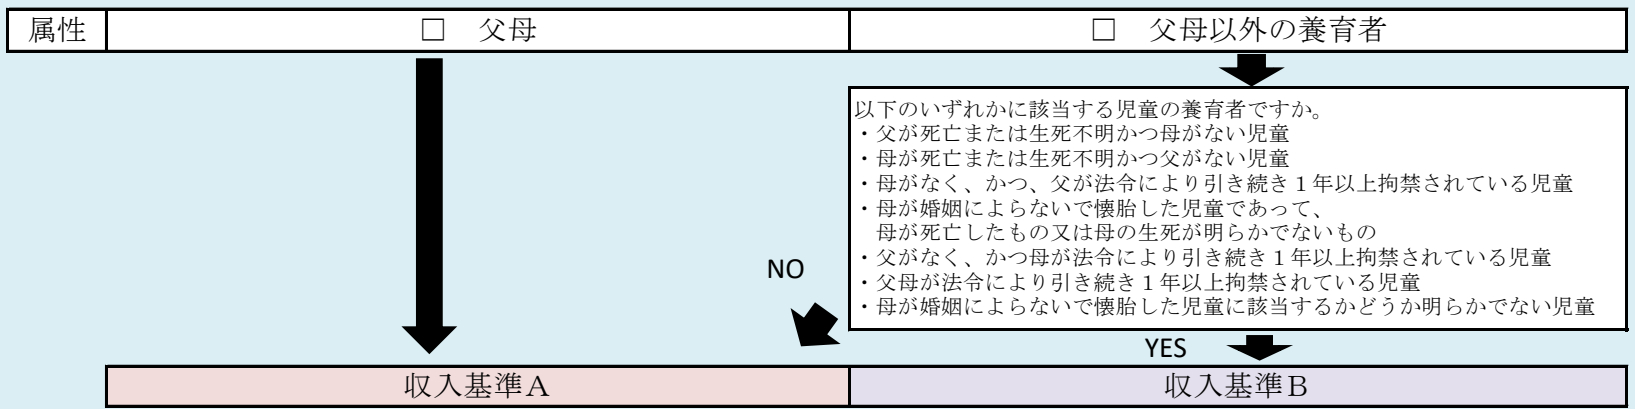 属性
□　父母
□　父母以外の養育者
以下のいずれかに該当する児童の養育者ですか。
・父が死亡または生死不明かつ母がない児童
・母が死亡または生死不明かつ父がない児童
・母がなく、かつ、父が法令により引き続き１年以上拘禁されている児童
・母が婚姻によらないで懐胎した児童であって、
母が死亡したもの又は母の生死が明らかでないもの
・父がなく、かつ母が法令により引き続き１年以上拘禁されている児童
・父母が法令により引き続き１年以上拘禁されている児童
・母が婚姻によらないで懐胎した児童に該当するかどうか明らかでない児童
NO
YES
収入基準Ａ
収入基準Ｂ